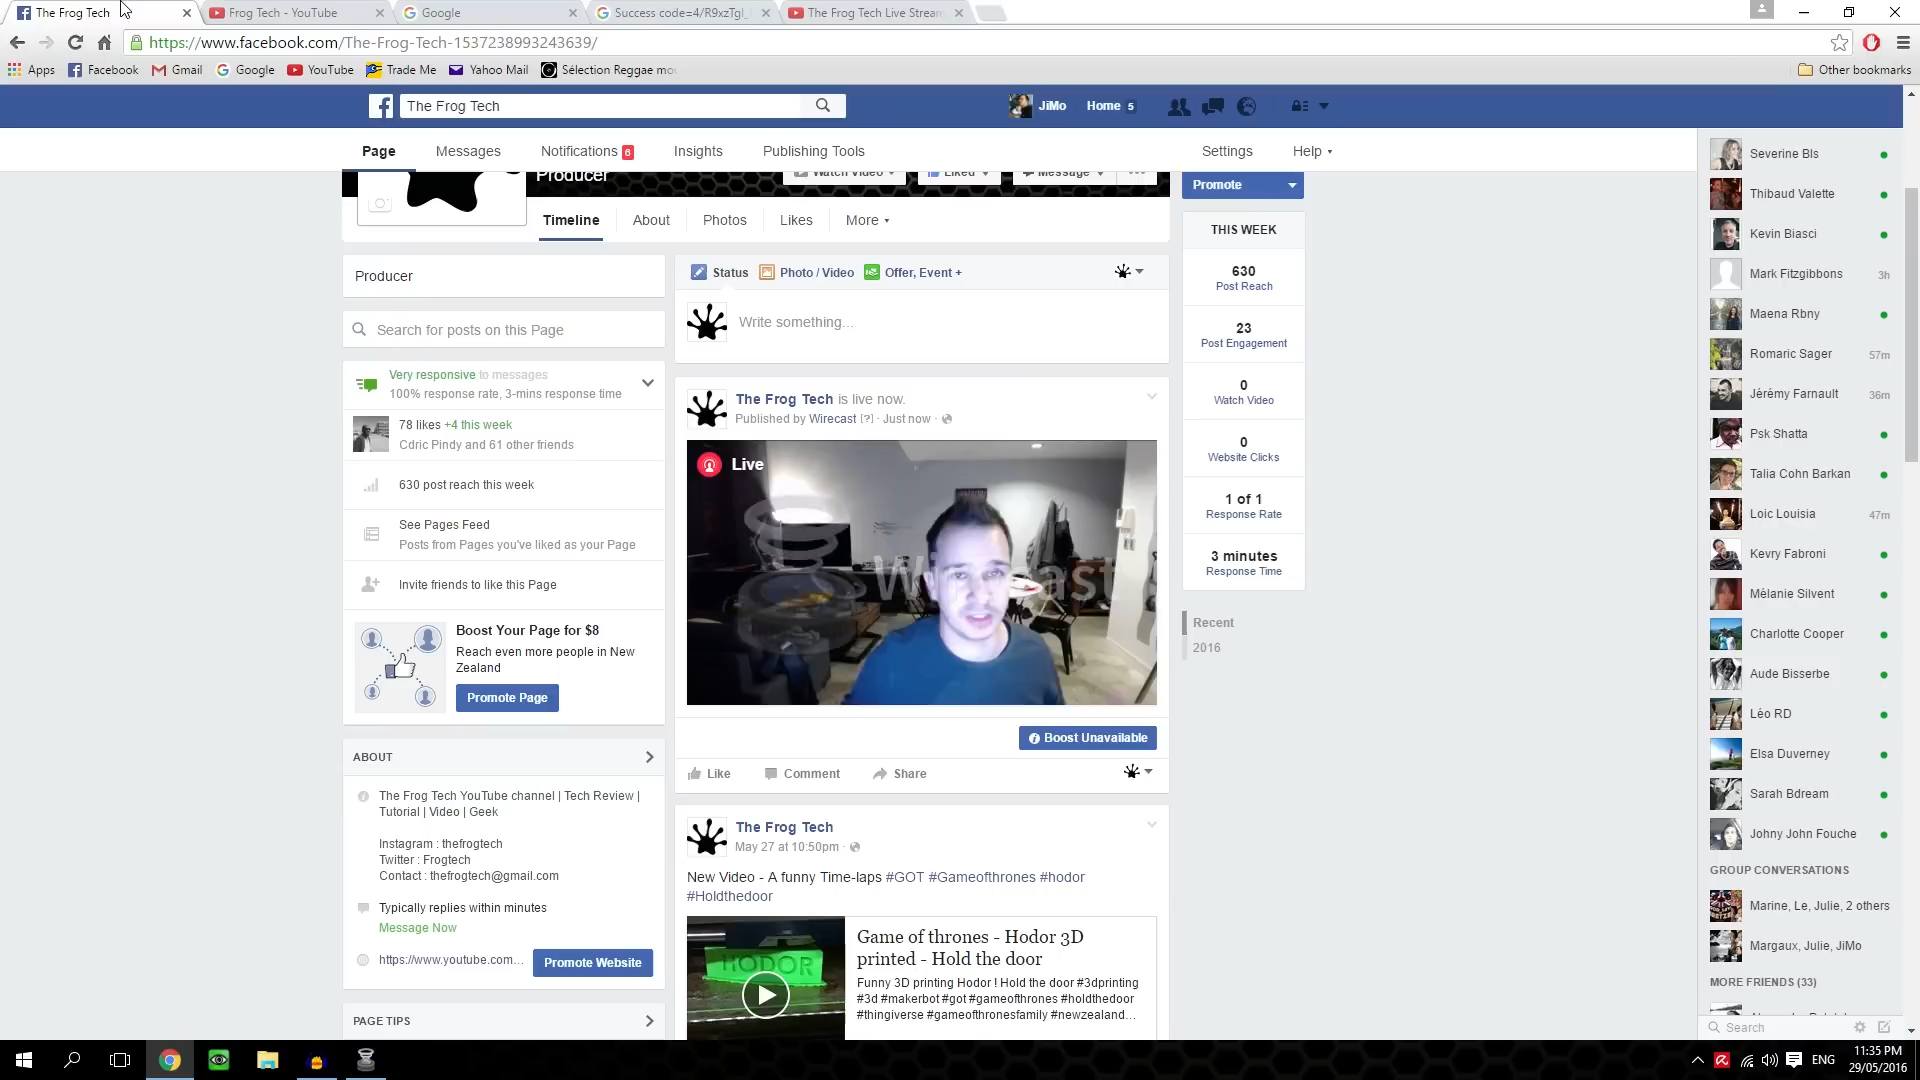 The Frog Tech
Frog Tech - YouTube
Google
Success code=4/R9xzTgl_
The Frog Tech Live Stream
https://www.facebook.com/The-Frog-Tech-1537238993243639/
Apps
Facebook
Gmail
Google
YouTube
Trade Me
Yahoo Mail
Sélection Reggae mo
Other bookmarks
The Frog Tech
JiMo
Home 5
Page
Messages
Notifications 6
Insights
Publishing Tools
Settings
Help
Producer
Watch Video
Liked
Message
Promote
Timeline
About
Photos
Likes
More
Producer
Search for posts on this Page
Very responsive to messages
100% response rate, 3-mins response time
78 likes +4 this week
Cdric Pindy and 61 other friends
630 post reach this week
See Pages Feed
Posts from Pages you've liked as your Page
Invite friends to like this Page
Boost Your Page for $8
Reach even more people in New
Zealand
Promote Page
ABOUT
The Frog Tech YouTube channel | Tech Review |
Tutorial | Video | Geek
Instagram : thefrogtech
Twitter : Frogtech
Contact : thefrogtech@gmail.com
Typically replies within minutes
Message Now
https://www.youtube.com...
Promote Website
PAGE TIPS
Status
Photo / Video
Offer, Event +
Write something...
The Frog Tech is live now.
Published by Wirecast [?] · Just now ·
Live
Wirecast
Boost Unavailable
Like
Comment
Share
The Frog Tech
May 27 at 10:50pm ·
New Video - A funny Time-laps #GOT #Gameofthrones #hodor
#Holdthedoor
HODOR
Game of thrones - Hodor 3D
printed - Hold the door
Funny 3D printing Hodor ! Hold the door #3dprinting
#3d #makerbot #got #gameofthrones #holdthedoor
#thingiverse #gameofthronesfamily #newzealand...
THIS WEEK
630
Post Reach
23
Post Engagement
0
Watch Video
0
Website Clicks
1 of 1
Response Rate
3 minutes
Response Time
Recent
2016
Severine Bls
Thibaud Valette
Kevin Biasci
Mark Fitzgibbons 3h
Maena Rbny
Romaric Sager 57m
Jérémy Farnault 36m
Psk Shatta
Talia Cohn Barkan
Loic Louisia 47m
Kevry Fabroni
Mélanie Silvent
Charlotte Cooper
Aude Bisserbe
Léo RD
Elsa Duverney
Sarah Bdream
Johny John Fouche
GROUP CONVERSATIONS
Marine, Le, Julie, 2 others
Margaux, Julie, JiMo
MORE FRIENDS (33)
Search
ENG
11:35 PM
29/05/2016